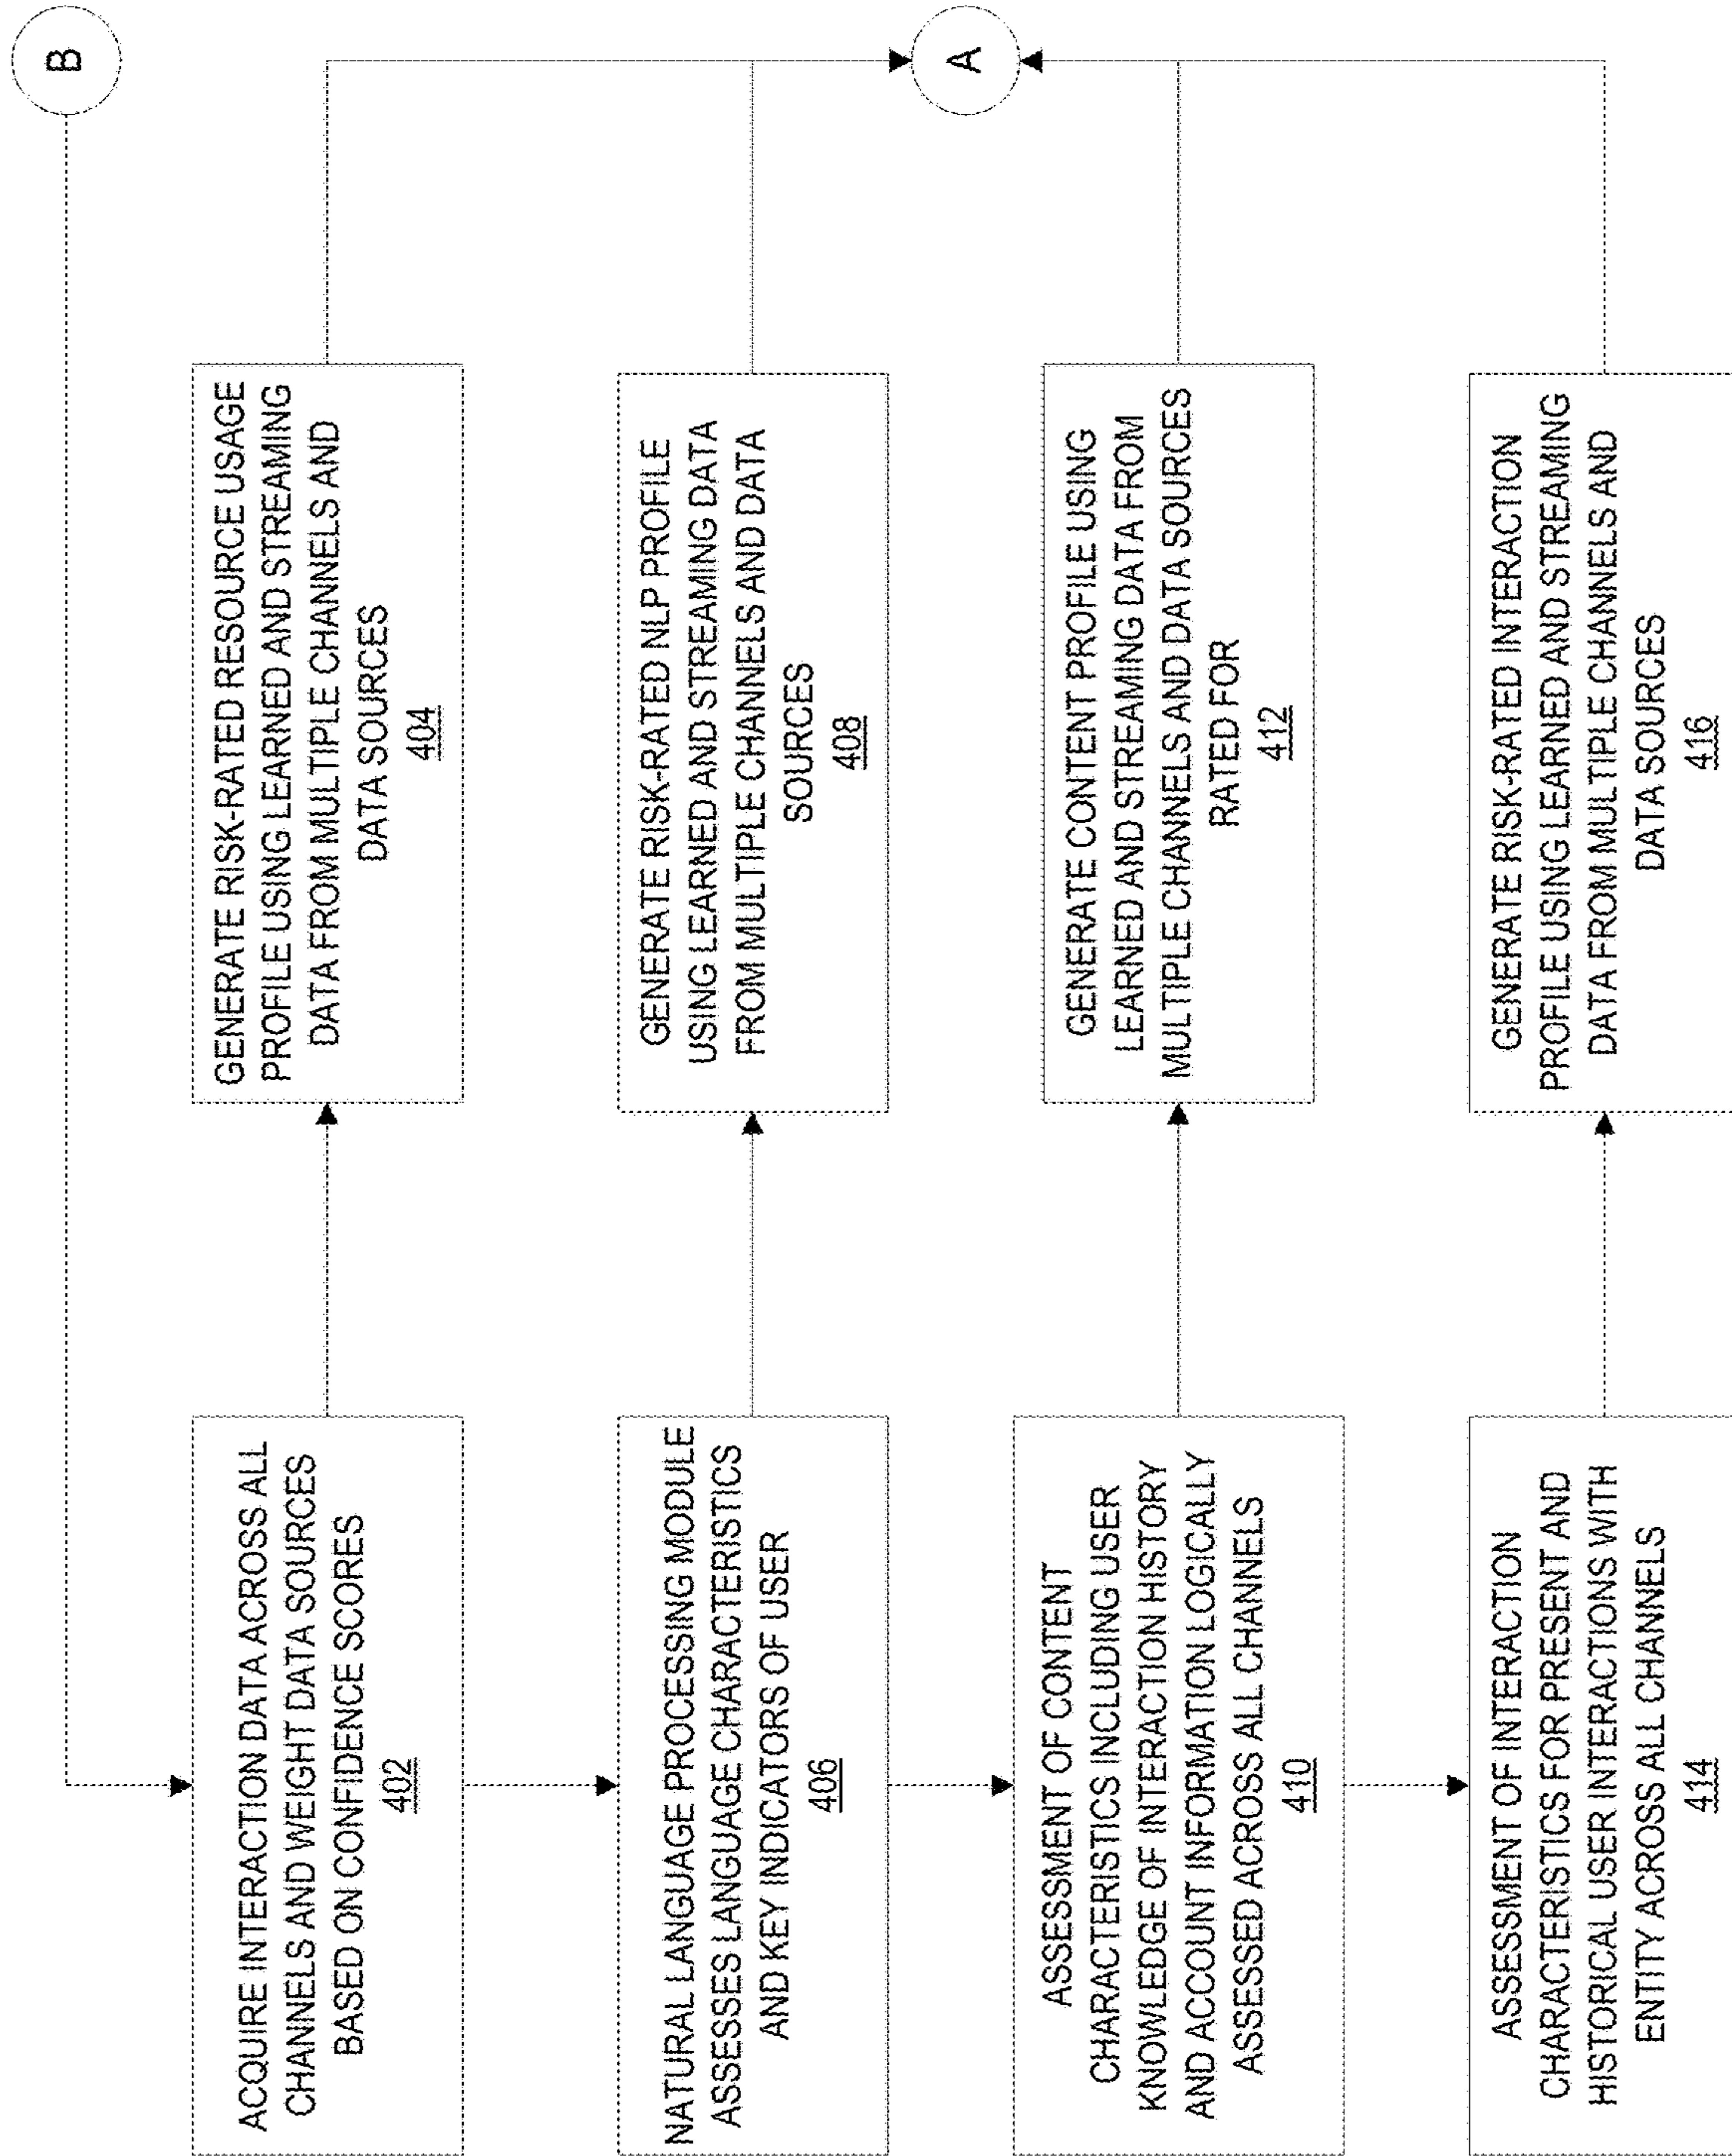 B
ACQUIRE INTERACTION DATA ACROSS ALL
CHANNELS AND WEIGHT DATA SOURCES
BASED ON CONFIDENCE SCORES
402
GENERATE RISK-RATED RESOURCE USAGE
PROFILE USING LEARNED AND STREAMING
DATA FROM MULTIPLE CHANNELS AND
DATA SOURCES
404
NATURAL LANGUAGE PROCESSING MODULE
ASSESSES LANGUAGE CHARACTERISTICS
AND KEY INDICATORS OF USER
406
GENERATE RISK-RATED NLP PROFILE
USING LEARNED AND STREAMING DATA
FROM MULTIPLE CHANNELS AND DATA
SOURCES
408
A
ASSESSMENT OF CONTENT
CHARACTERISTICS INCLUDING USER
KNOWLEDGE OF INTERACTION HISTORY
AND ACCOUNT INFORMATION LOGICALLY
ASSESSED ACROSS ALL CHANNELS
410
GENERATE CONTENT PROFILE USING
LEARNED AND STREAMING DATA FROM
MULTIPLE CHANNELS AND DATA SOURCES
RATED FOR
412
ASSESSMENT OF INTERACTION
CHARACTERISTICS FOR PRESENT AND
HISTORICAL USER INTERACTIONS WITH
ENTITY ACROSS ALL CHANNELS
414
GENERATE RISK-RATED INTERACTION
PROFILE USING LEARNED AND STREAMING
DATA FROM MULTIPLE CHANNELS AND
DATA SOURCES
416